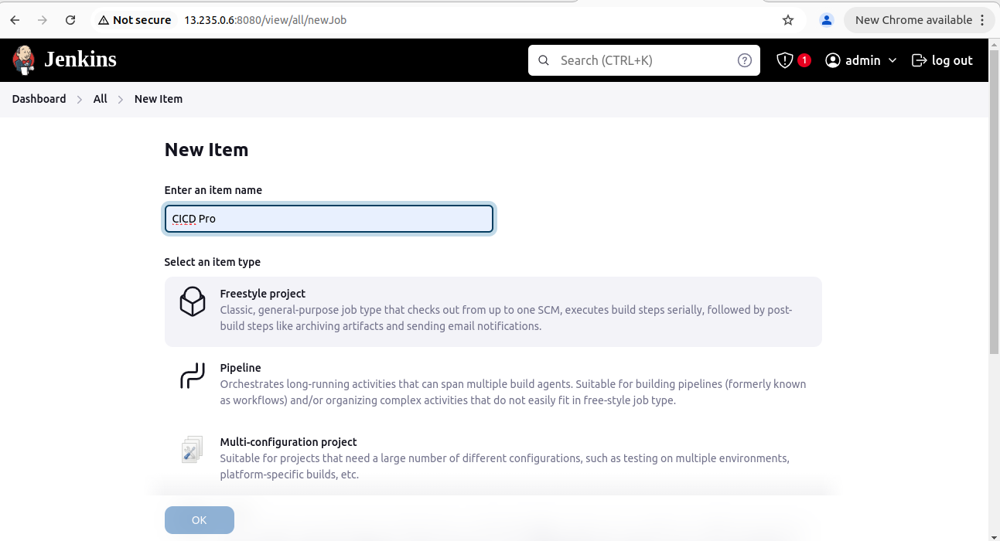 Not secure 13.235.0.6:8080/view/all/newJob New Chrome available
Jenkins Search (CTRL+K) ? 1 admin log out
Dashboard All New Item
New Item
Enter an item name
CICD Pro
Select an item type
Freestyle project
Classic, general-purpose job type that checks out from up to one SCM, executes build steps serially, followed by post-
build steps like archiving artifacts and sending email notifications.
Pipeline
Orchestrates long-running activities that can span multiple build agents. Suitable for building pipelines (formerly known
as workflows) and/or organizing complex activities that do not easily fit in free-style job type.
Multi-configuration project
Suitable for projects that need a large number of different configurations, such as testing on multiple environments,
platform-specific builds, etc.
OK